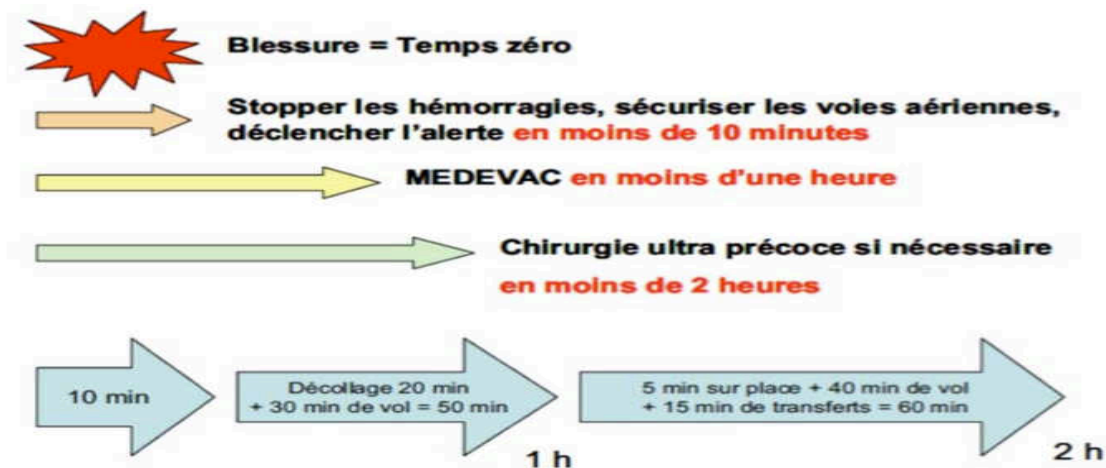 Blessure = Temps zéro
Stopper les hémorragies, sécuriser les voies aériennes,
déclencher l'alerte en moins de 10 minutes
MEDEVAC en moins d'une heure
Chirurgie ultra précoce si nécessaire
en moins de 2 heures
10 min
Décollage 20 min
+ 30 min de vol = 50 min
5 min sur place + 40 min de vol
+ 15 min de transferts = 60 min
1 h
2 h